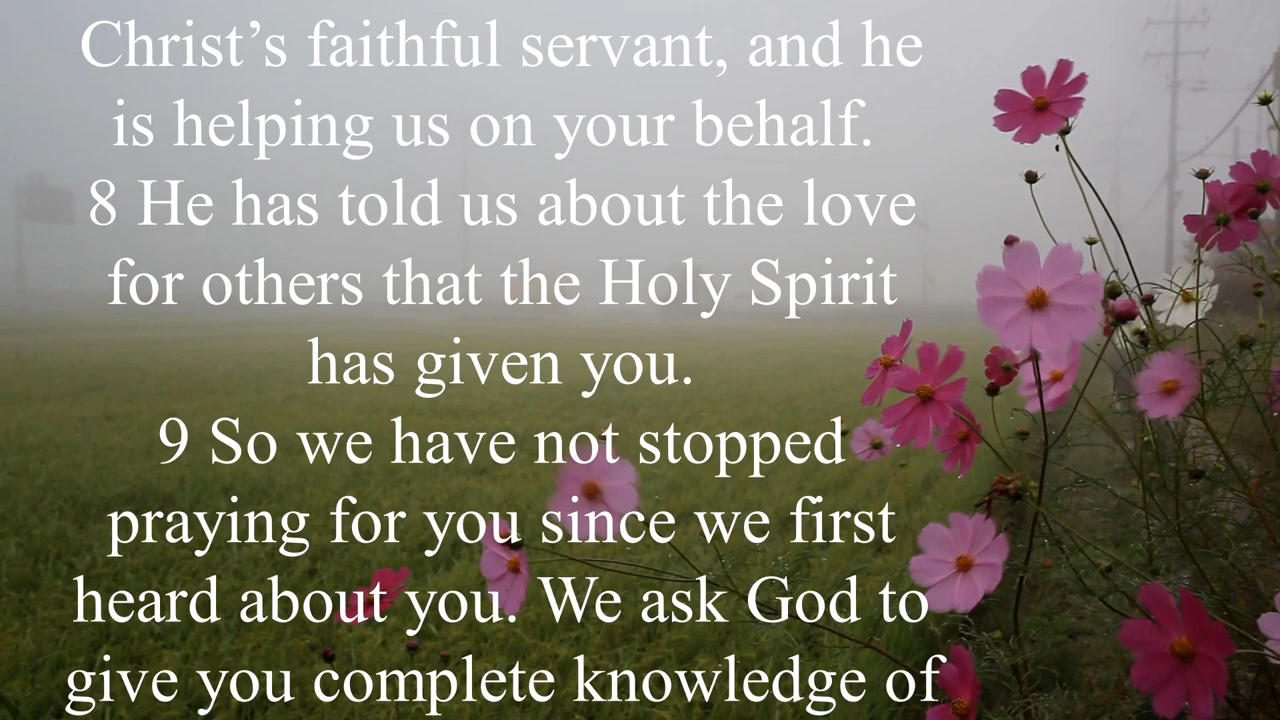 Christ’s faithful servant, and he
is helping us on your behalf.
8 He has told us about the love
for others that the Holy Spirit
has given you.
9 So we have not stopped
praying for you since we first
heard about you. We ask God to
give you complete knowledge of